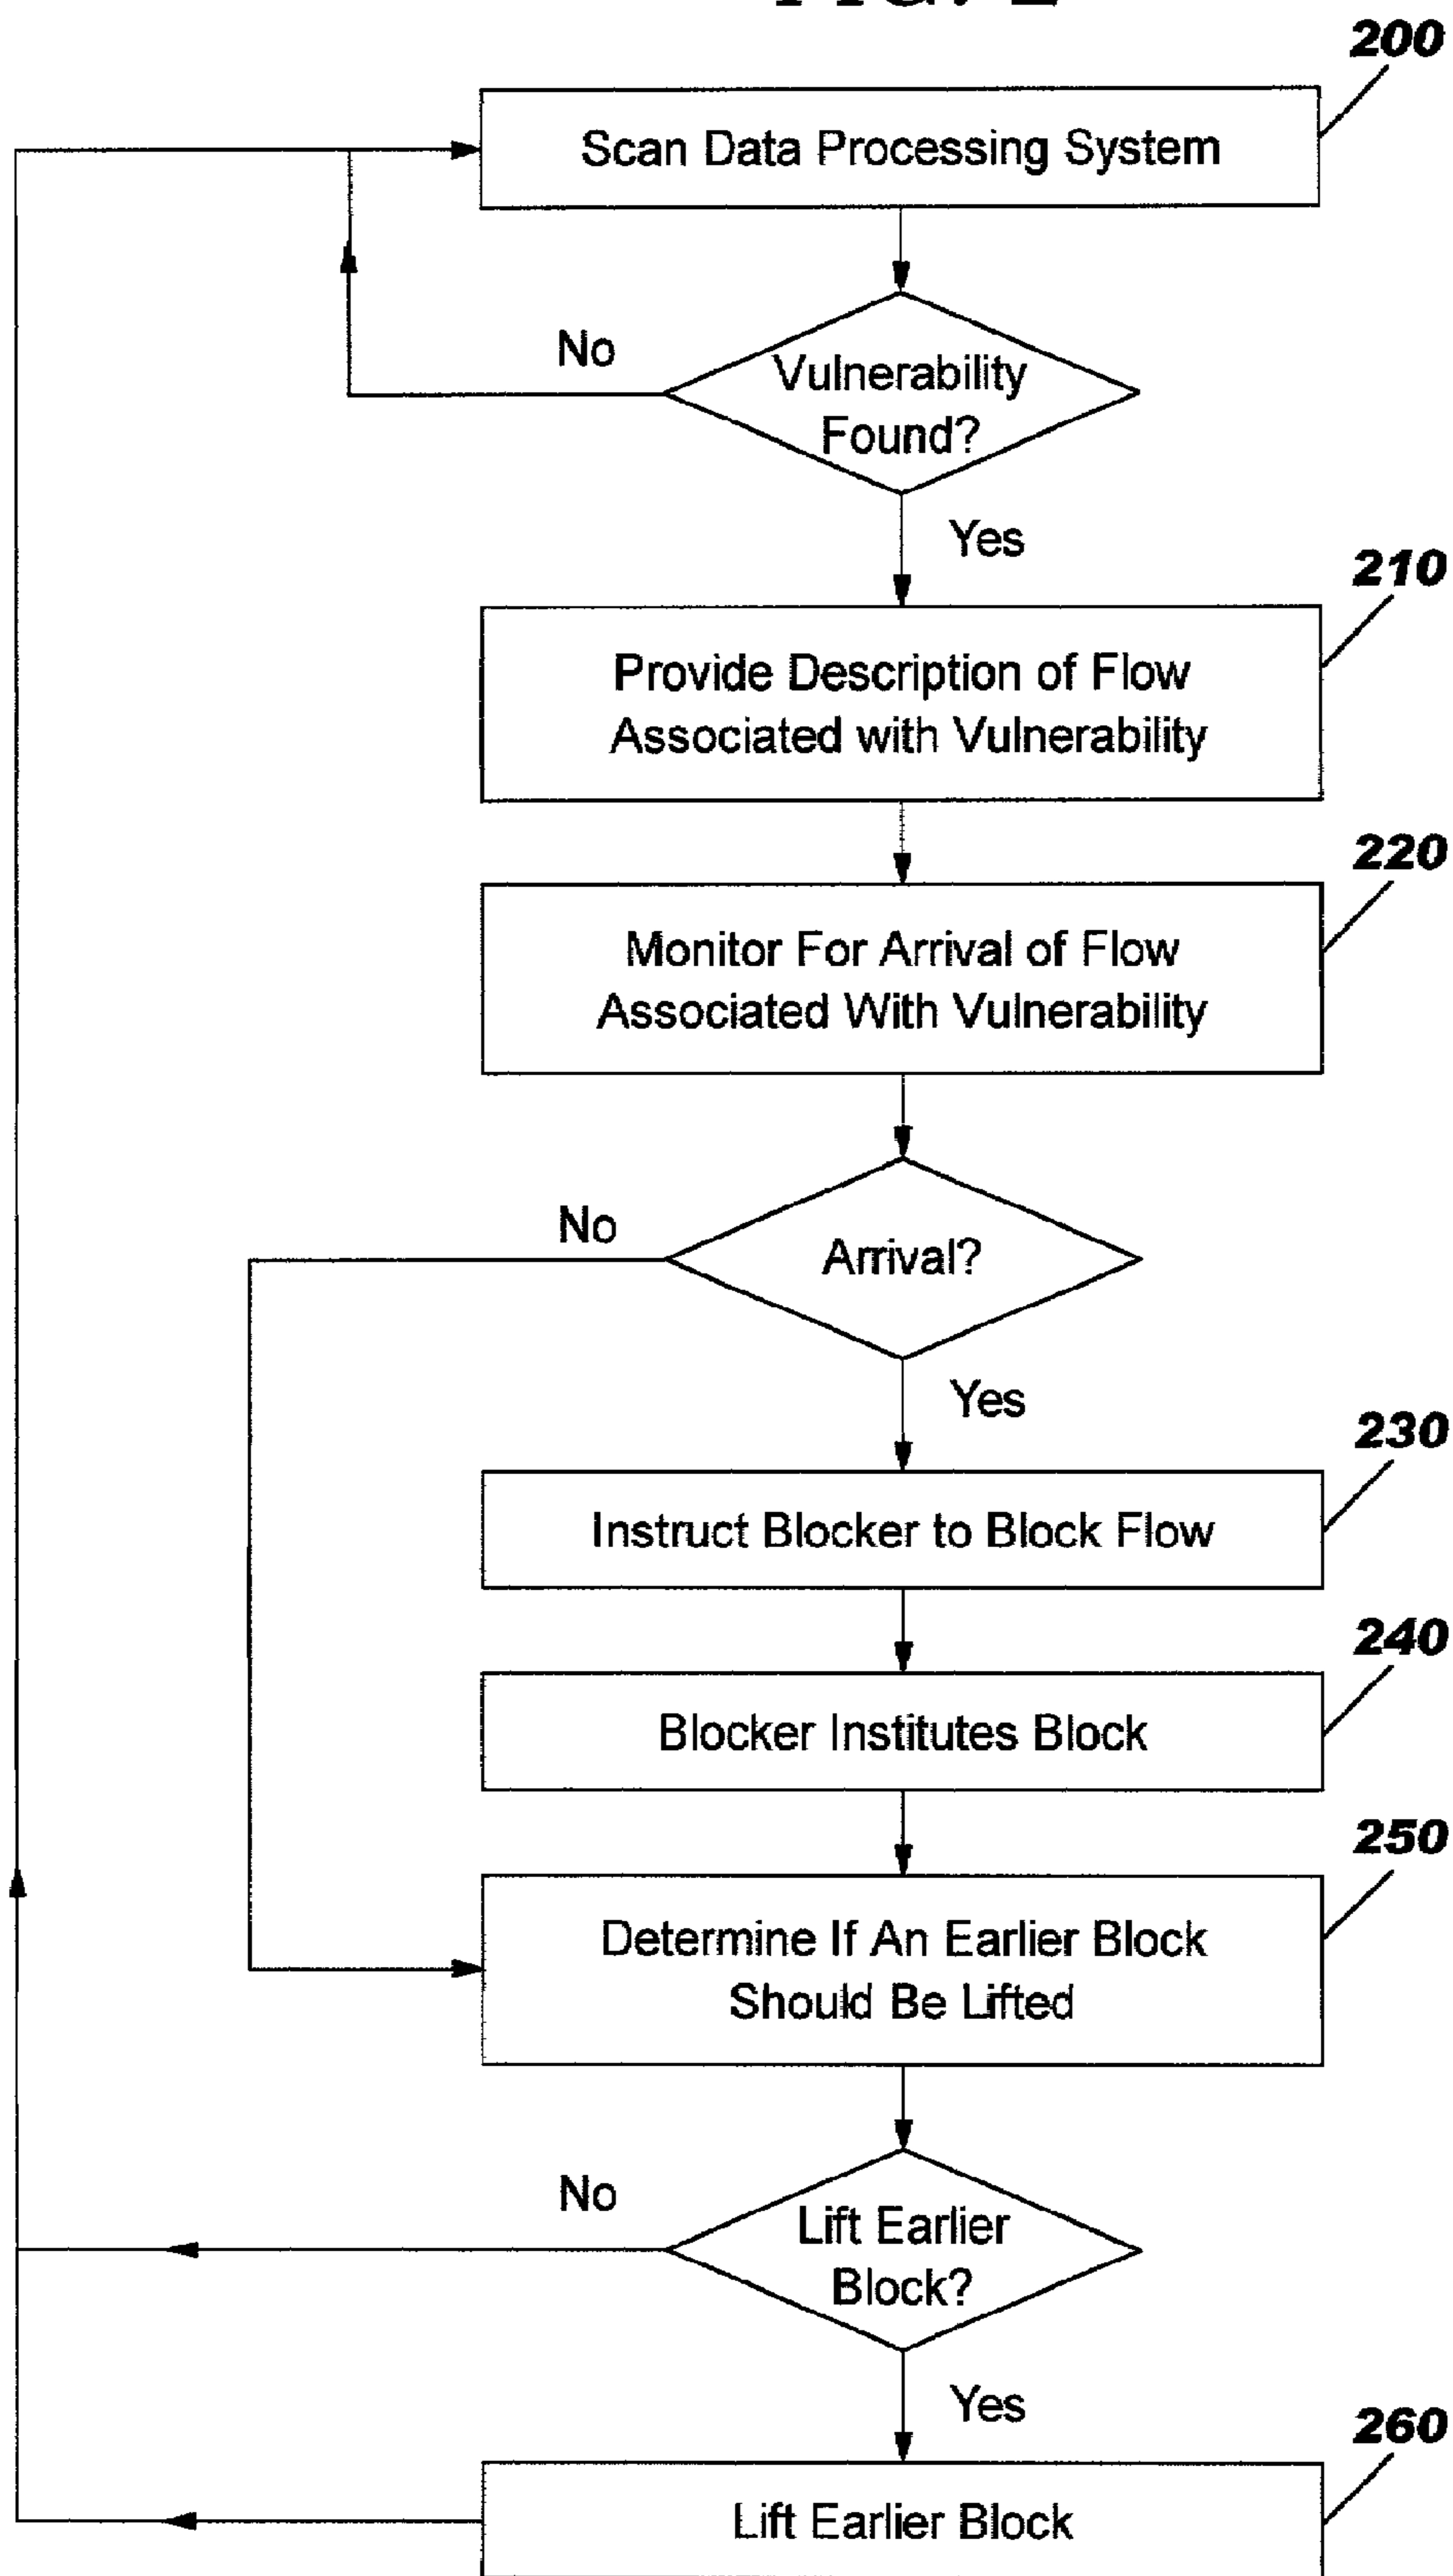 200
Scan Data Processing System
No
Vulnerability
Found?
Yes
210
Provide Description of Flow
Associated with Vulnerability
220
Monitor For Arrival of Flow
Associated With Vulnerability
No
Arrival?
Yes
230
Instruct Blocker to Block Flow
240
Blocker Institutes Block
250
Determine If An Earlier Block
Should Be Lifted
No
Lift Earlier
Block?
Yes
260
Lift Earlier Block